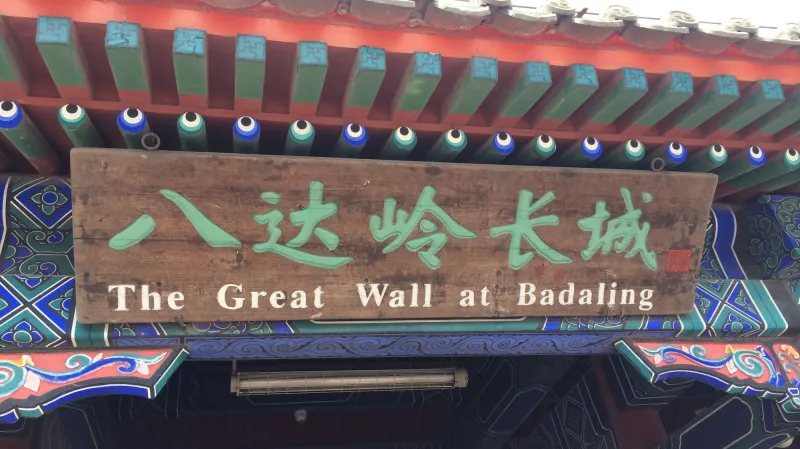 八达岭长城
The Great Wall at Badaling